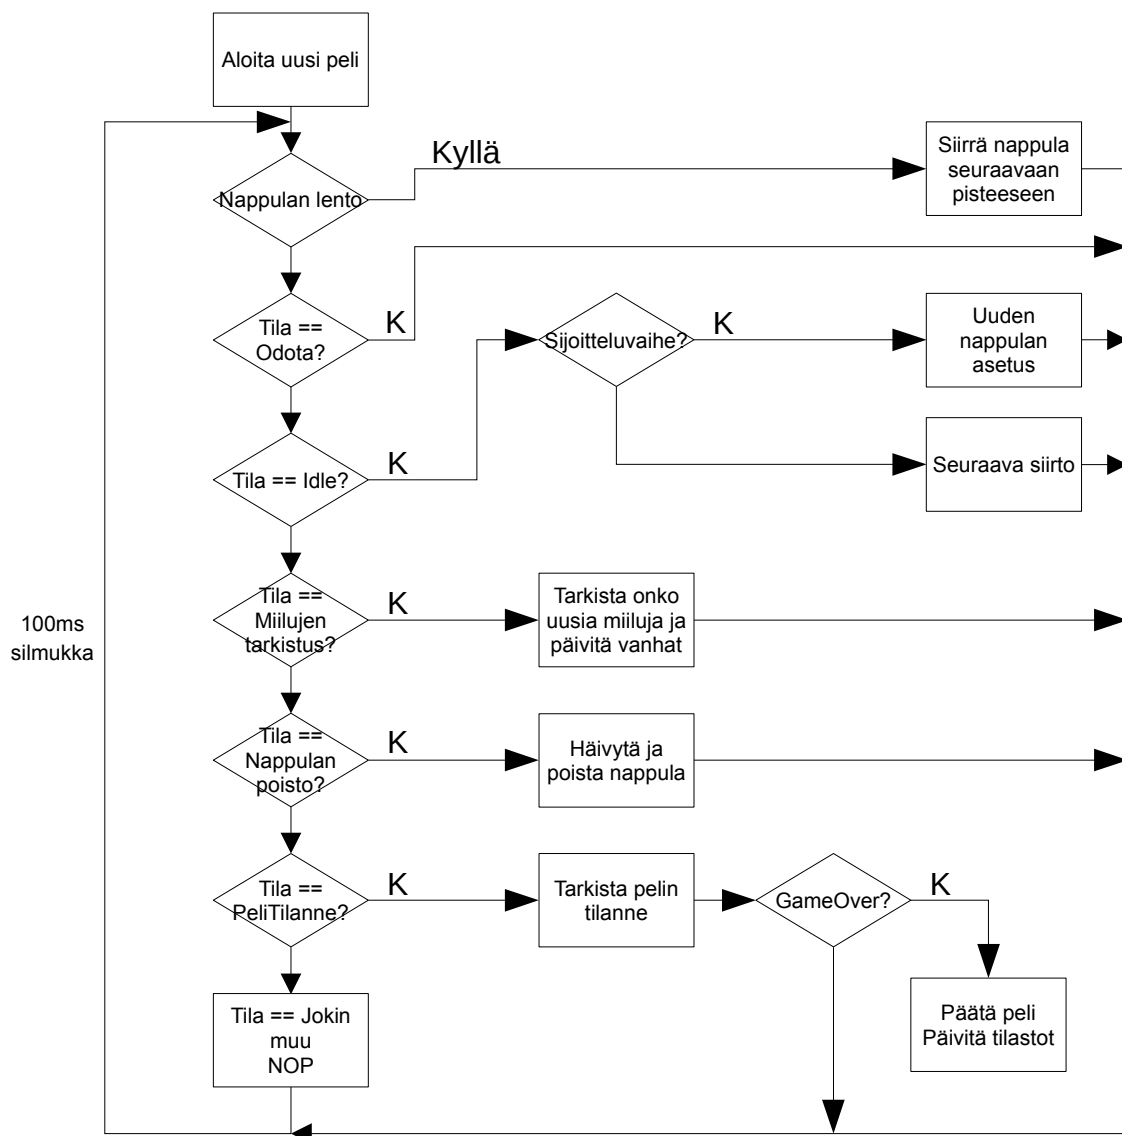 Aloita uusi peli
Kyllä
Siirrä nappula
seuraavaan
pisteeseen
Nappulan lento
Tila ==
Odota?
K
Sijoitteluvaihe?
K
Uuden
nappulan
asetus
Tila == Idle?
K
Seuraava siirto
100ms
silmukka
Tila ==
Miilujen
tarkistus?
K
Tarkista onko
uusia miiluja ja
päivitä vanhat
Tila ==
Nappulan
poisto?
K
Häivytä ja
poista nappula
Tila ==
PeliTilanne?
K
Tarkista pelin
tilanne
GameOver?
K
Tila == Jokin
muu
NOP
Päätä peli
Päivitä tilastot